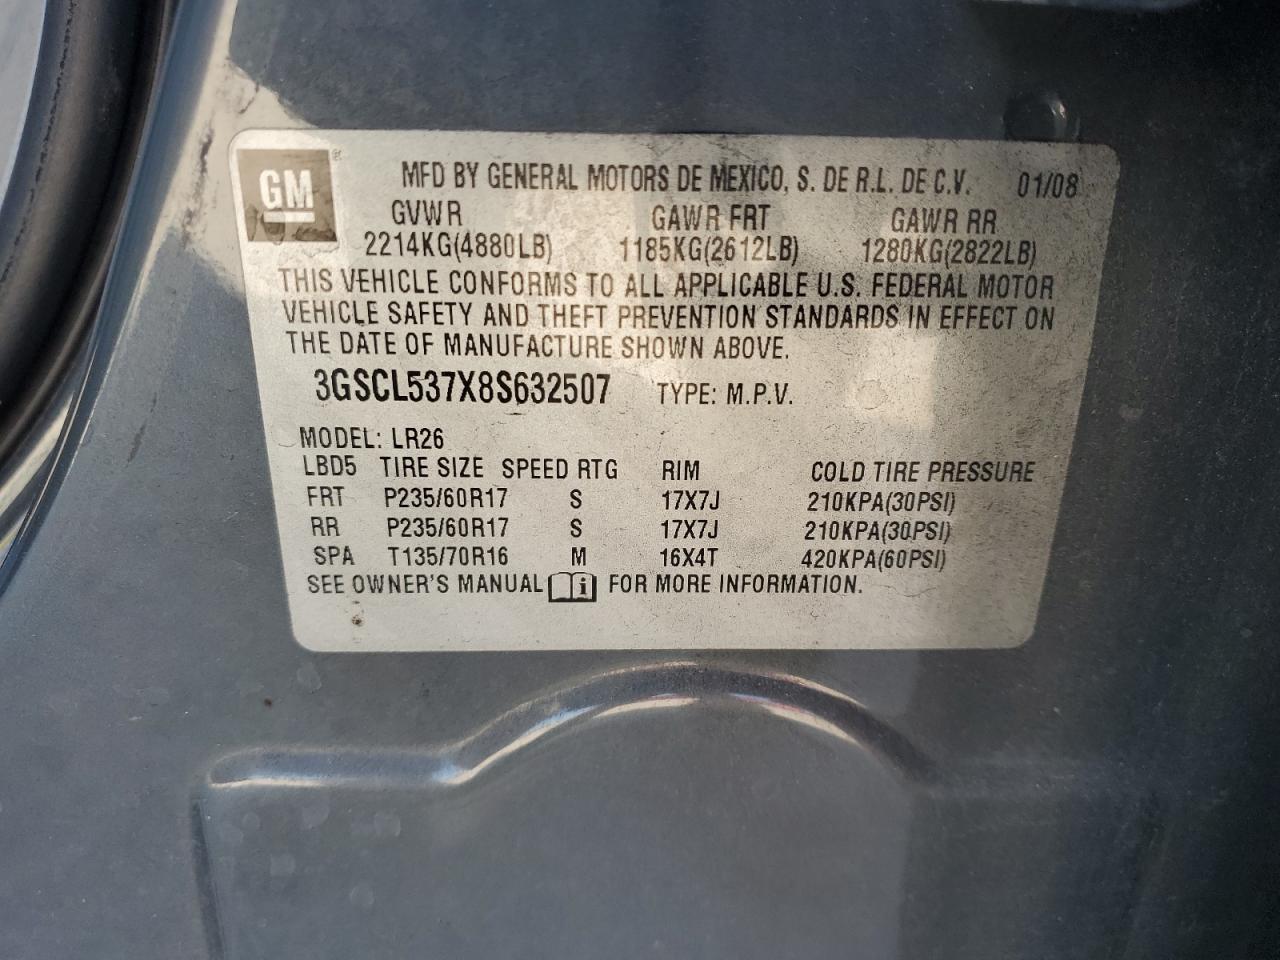 GM ®
MFD BY GENERAL MOTORS DE MEXICO, S. DE R.L. DE C.V. 01/08
GVWR GAWR FRT GAWR RR
2214KG(4880LB) 1185KG(2612LB) 1280KG(2822LB)
THIS VEHICLE CONFORMS TO ALL APPLICABLE U.S. FEDERAL MOTOR
VEHICLE SAFETY AND THEFT PREVENTION STANDARDS IN EFFECT ON
THE DATE OF MANUFACTURE SHOWN ABOVE.
3GSCL537X8S632507 TYPE: M.P.V.
MODEL: LR26
LBD5 TIRE SIZE SPEED RTG RIM COLD TIRE PRESSURE
FRT P235/60R17 S 17X7J 210KPA(30PSI)
RR P235/60R17 S 17X7J 210KPA(30PSI)
SPA T135/70R16 M 16X4T 420KPA(60PSI)
SEE OWNER'S MANUAL i FOR MORE INFORMATION.